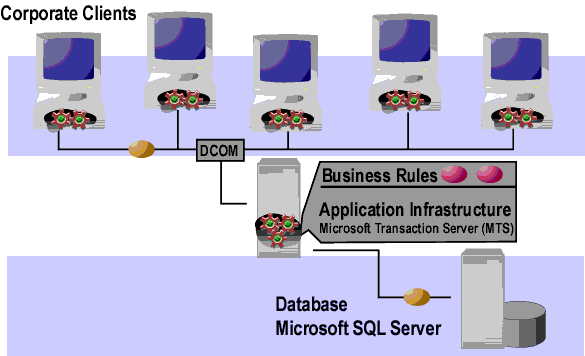 Corporate Clients
DCOM
Business Rules
Application Infrastructure
Microsoft Transaction Server (MTS)
Database
Microsoft SQL Server